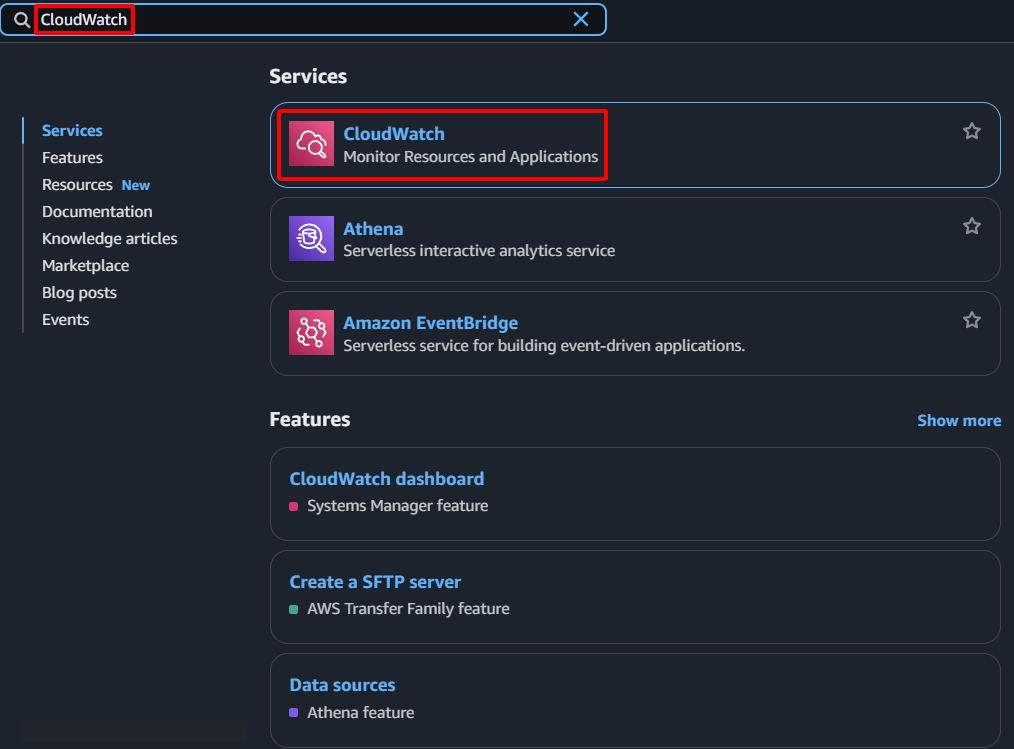 CloudWatch
Services
Features
Resources New
Documentation
Knowledge articles
Marketplace
Blog posts
Events
Services
CloudWatch
Monitor Resources and Applications
Athena
Serverless interactive analytics service
Amazon EventBridge
Serverless service for building event-driven applications.
Features
Show more
CloudWatch dashboard
Systems Manager feature
Create a SFTP server
AWS Transfer Family feature
Data sources
Athena feature